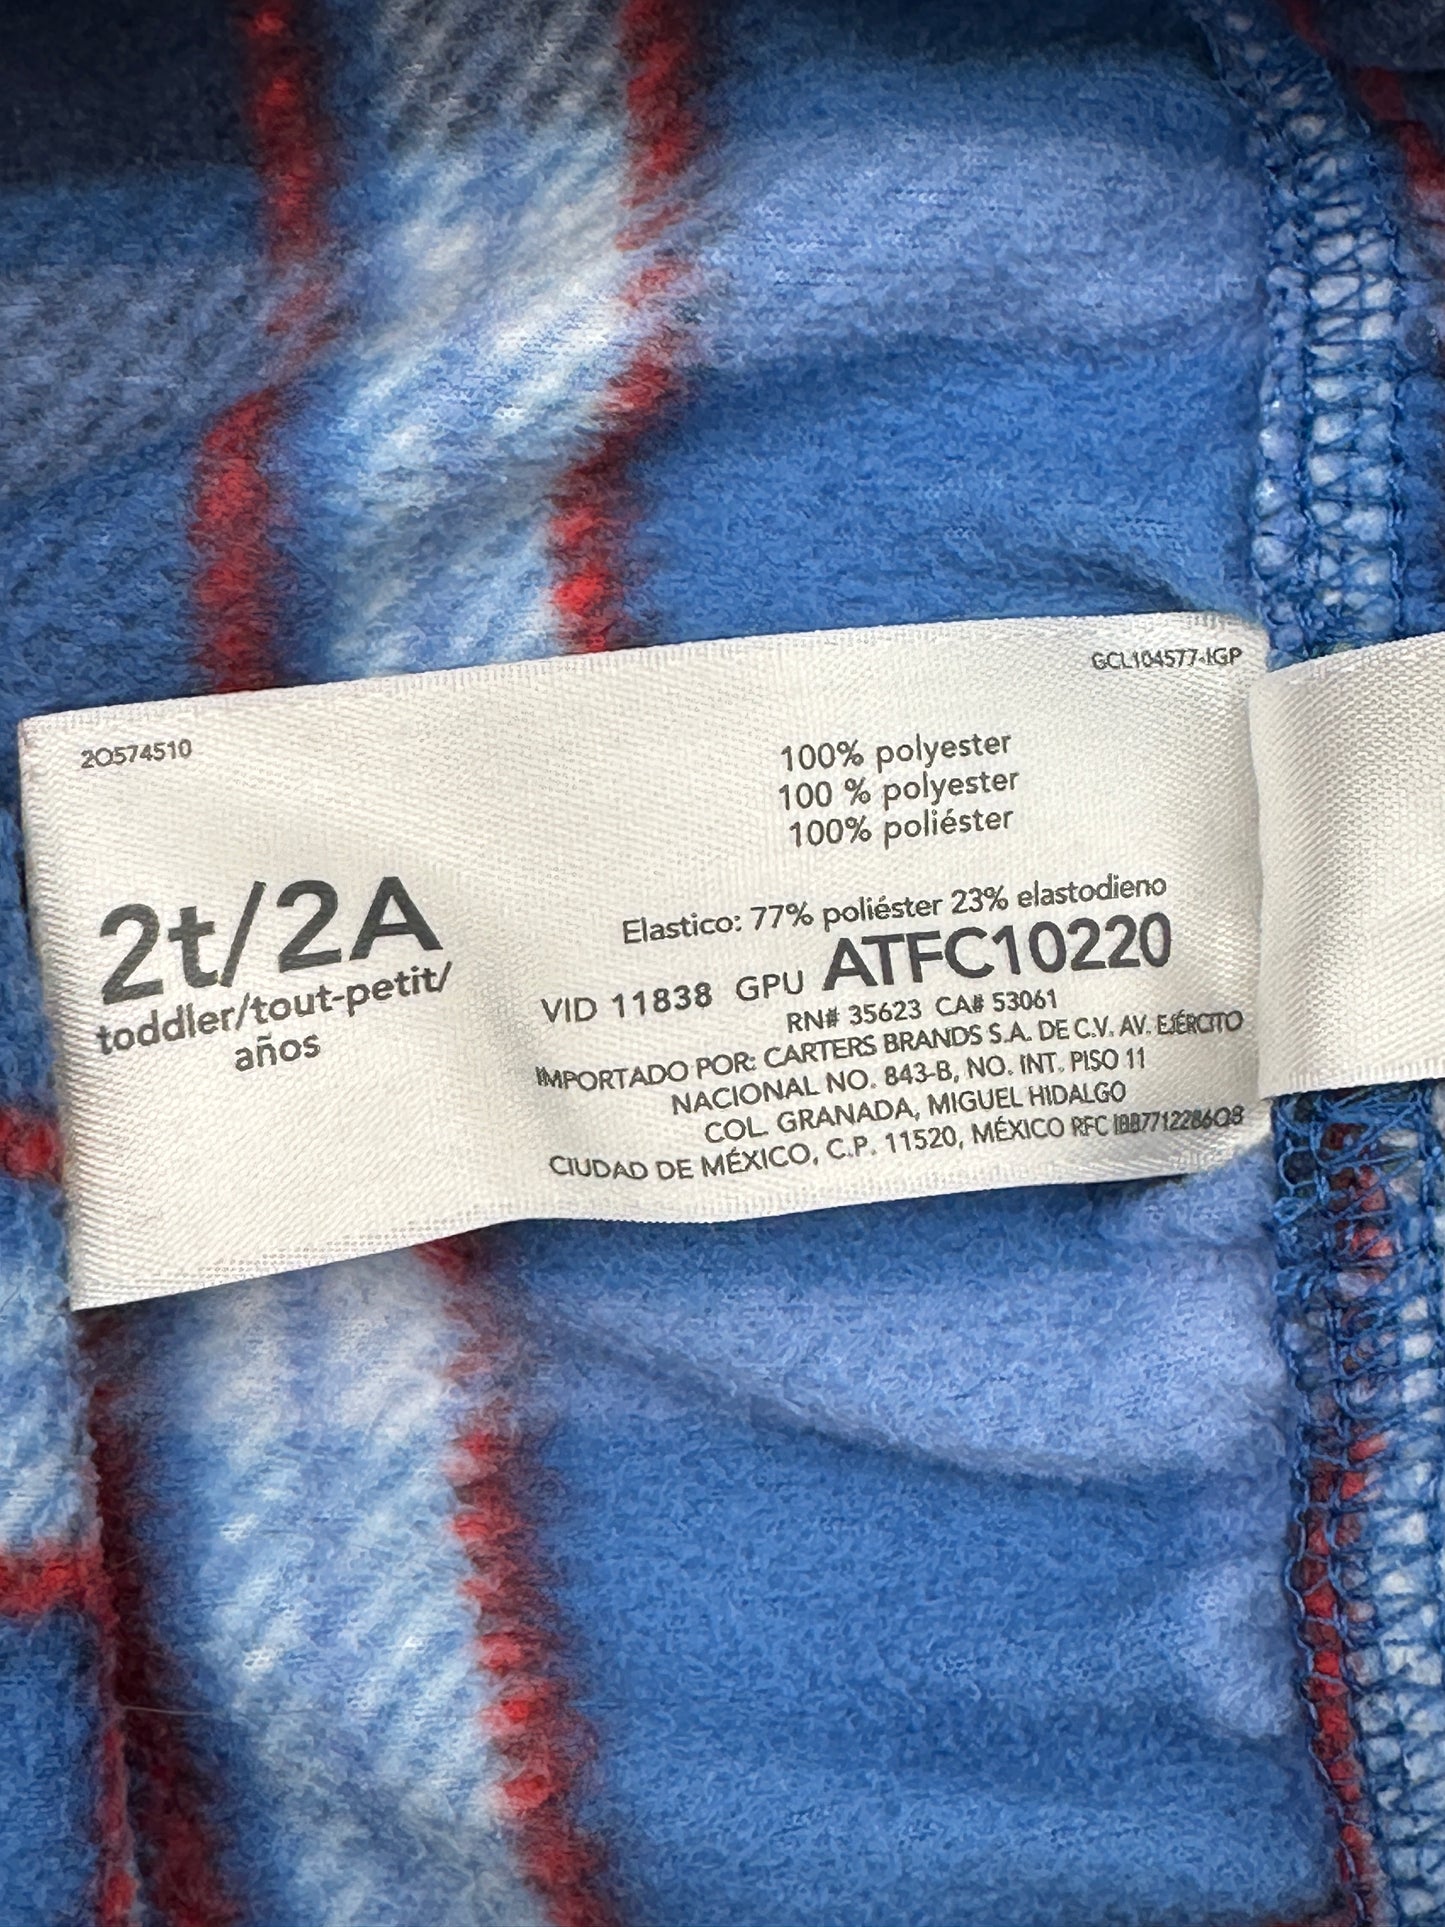 GCL104577-IGP
2O574510
100% polyester
100 % polyester
100% poliéster
2t/2A
toddler/tout-petit/
años
Elastico: 77% poliéster 23% elastodieno
VID 11838 GPU ATFC10220
RN# 35623 CA# 53061
IMPORTADO POR: CARTERS BRANDS S.A. DE C.V. AV. EJÉRCITO
NACIONAL NO. 843-B, NO. INT. PISO 11
COL. GRANADA, MIGUEL HIDALGO
CIUDAD DE MÉXICO, C.P. 11520, MÉXICO RFC